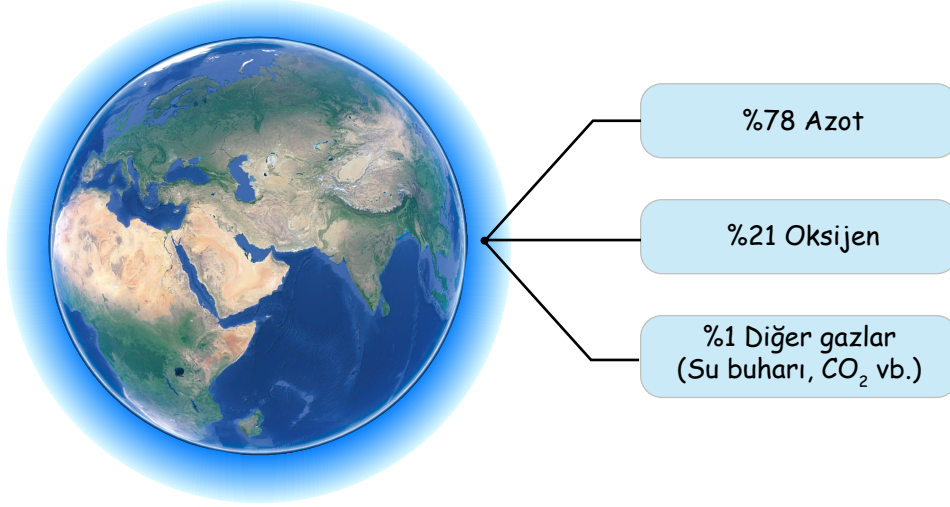 %78 Azot
%21 Oksijen
%1 Diğer gazlar
(Su buharı, CO₂ vb.)